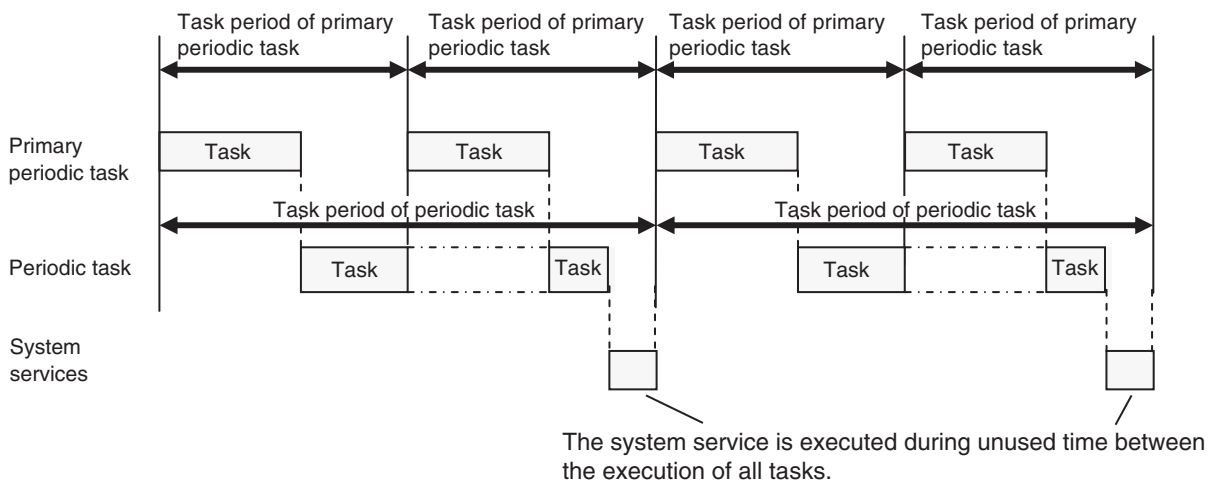 Task period of primary
periodic task
Task period of primary
periodic task
Task period of primary
periodic task
Task period of primary
periodic task
Primary
periodic task
Task
Task
Task
Task
Task period of periodic task
Task period of periodic task
Periodic task
Task
Task
Task
Task
System
services
The system service is executed during unused time between
the execution of all tasks.